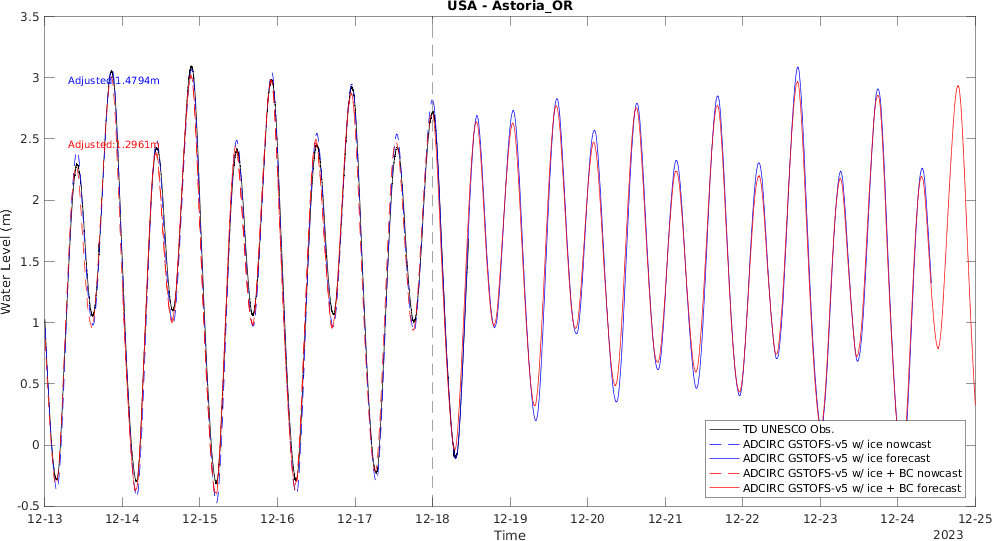 USA - Astoria_OR
3.5
3
2.5
2
1.5
1
0.5
0
-0.5
Water Level (m)
Adjusted:1.4794m
Adjusted:1.2961m
TD UNESCO Obs.
ADCIRC GSTOFS-v5 w/ ice nowcast
ADCIRC GSTOFS-v5 w/ ice forecast
ADCIRC GSTOFS-v5 w/ ice + BC nowcast
ADCIRC GSTOFS-v5 w/ ice + BC forecast
12-13 12-14 12-15 12-16 12-17 12-18 12-19 12-20 12-21 12-22 12-23 12-24 12-25
Time
2023